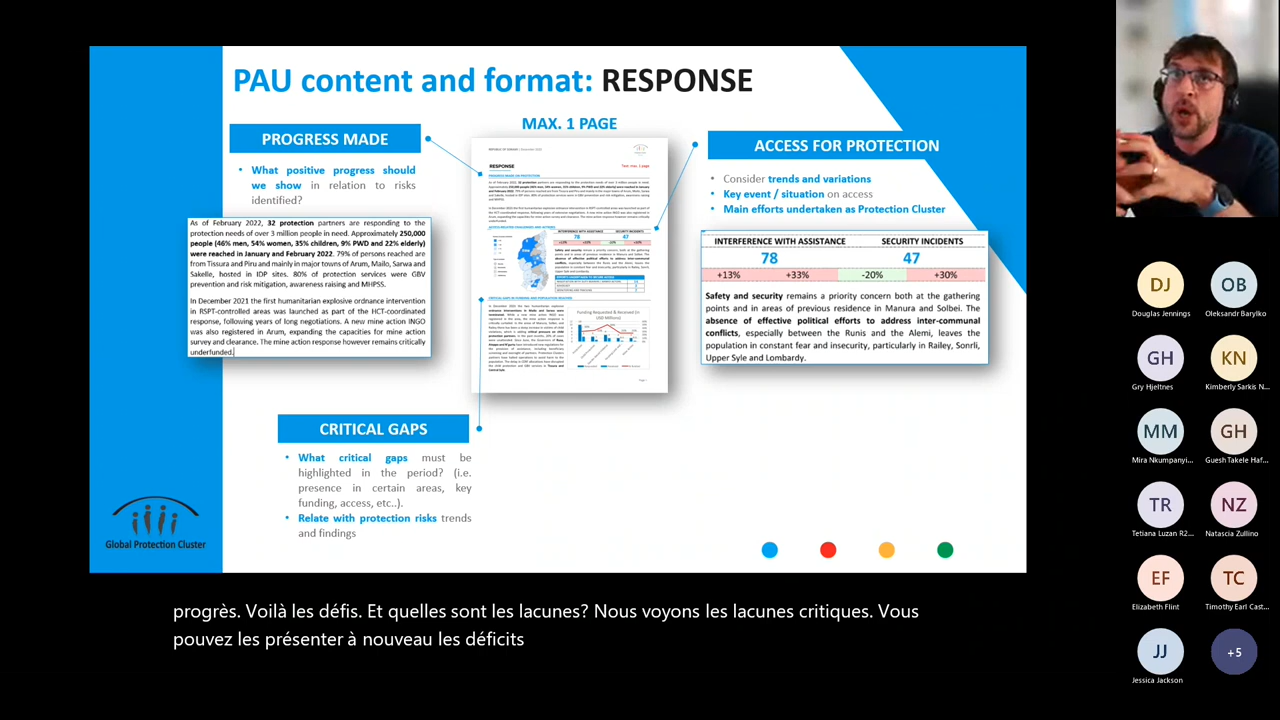 PAU content and format: RESPONSE
PROGRESS MADE
• What positive progress should
we show in relation to risks
identified?
As of February 2022, 32 protection partners are responding to the
protection needs of over 3 million people in need. Approximately 250,000
people (46% men, 54% women, 35% children, 9% PWD and 22% elderly)
were reached in January and February 2022. 79% of persons reached are
from Tissura and Pirum and mainly in major towns of Arum, Mailo, Sarva and
Sakelle, hosted in IDP sites. 80% of protection services were GBV
prevention and risk mitigation, awareness raising and MHPSS.
In December 2021 the first humanitarian explosive ordnance intervention
in RSPT-controlled areas was launched as part of the HCT-coordinated
response, following years of long negotiations. A new mine action INGO
was also registered in Arum, expanding the capacities for mine action
survey and clearance. The mine action response however remains critically
underfunded.
MAX. 1 PAGE
RESPONSE
Text: max. 1 page
ACCESS FOR PROTECTION
• Consider trends and variations
• Key event / situation on access
• Main efforts undertaken as Protection Cluster
INTERFERENCE WITH ASSISTANCE SECURITY INCIDENTS
78 47
+13% +33% -20% +30%
Safety and security remains a priority concern both at the gathering
points and in areas of previous residence in Manura and Solbei. The
absence of effective political efforts to address inter-communal
conflicts, especially between the Runis and the Alemi, leaves the
population in constant fear and insecurity, particularly in Railey, Sonrli,
Upper Syle and Lombardy.
CRITICAL GAPS
• What critical gaps must be
highlighted in the period? (i.e.
presence in certain areas, key
funding, access, etc..).
• Relate with protection risks trends
and findings
Global Protection Cluster
progrès. Voilà les défis. Et quelles sont les lacunes? Nous voyons les lacunes critiques. Vous
pouvez les présenter à nouveau les déficits
DJ OB
Douglas Jennings Oleksandr Barylko
GH KN
Gry Hjeltnes Kimberly Sarkis N...
MM GH
Mira Nkumpanyi... Guesh Takele Haf...
TR NZ
Tetiana Luzan R2... Natascia Zullino
EF TC
Elizabeth Flint Timothy Earl Cast...
JJ +5
Jessica Jackson